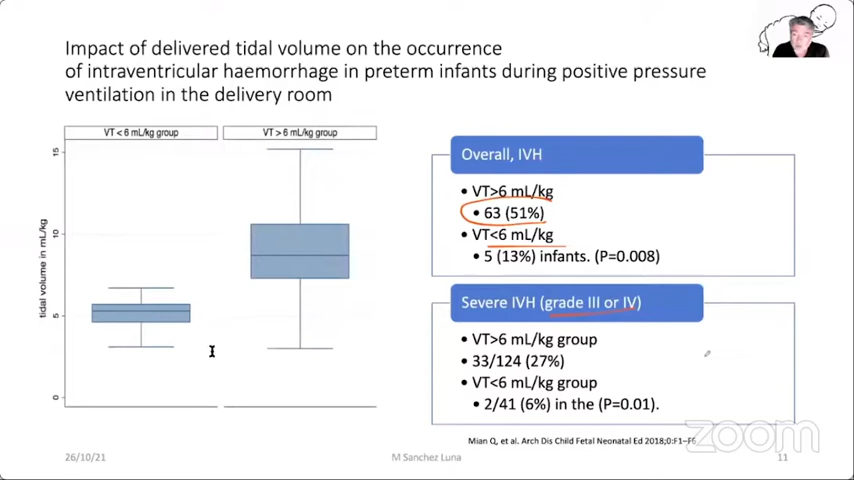 Impact of delivered tidal volume on the occurrence
of intraventricular haemorrhage in preterm infants during positive pressure
ventilation in the delivery room
VT < 6 mL/kg group
VT > 6 mL/kg group
tidal volume in mL/kg
15
10
5
0
Overall, IVH
• VT>6 mL/kg
• 63 (51%)
• VT<6 mL/kg
• 5 (13%) infants. (P=0.008)
Severe IVH (grade III or IV)
• VT>6 mL/kg group
• 33/124 (27%)
• VT<6 mL/kg group
• 2/41 (6%) in the (P=0.01).
Mian Q, et al. Arch Dis Child Fetal Neonatal Ed 2018;0:F1–F6
zoom
26/10/21
M Sanchez Luna
11